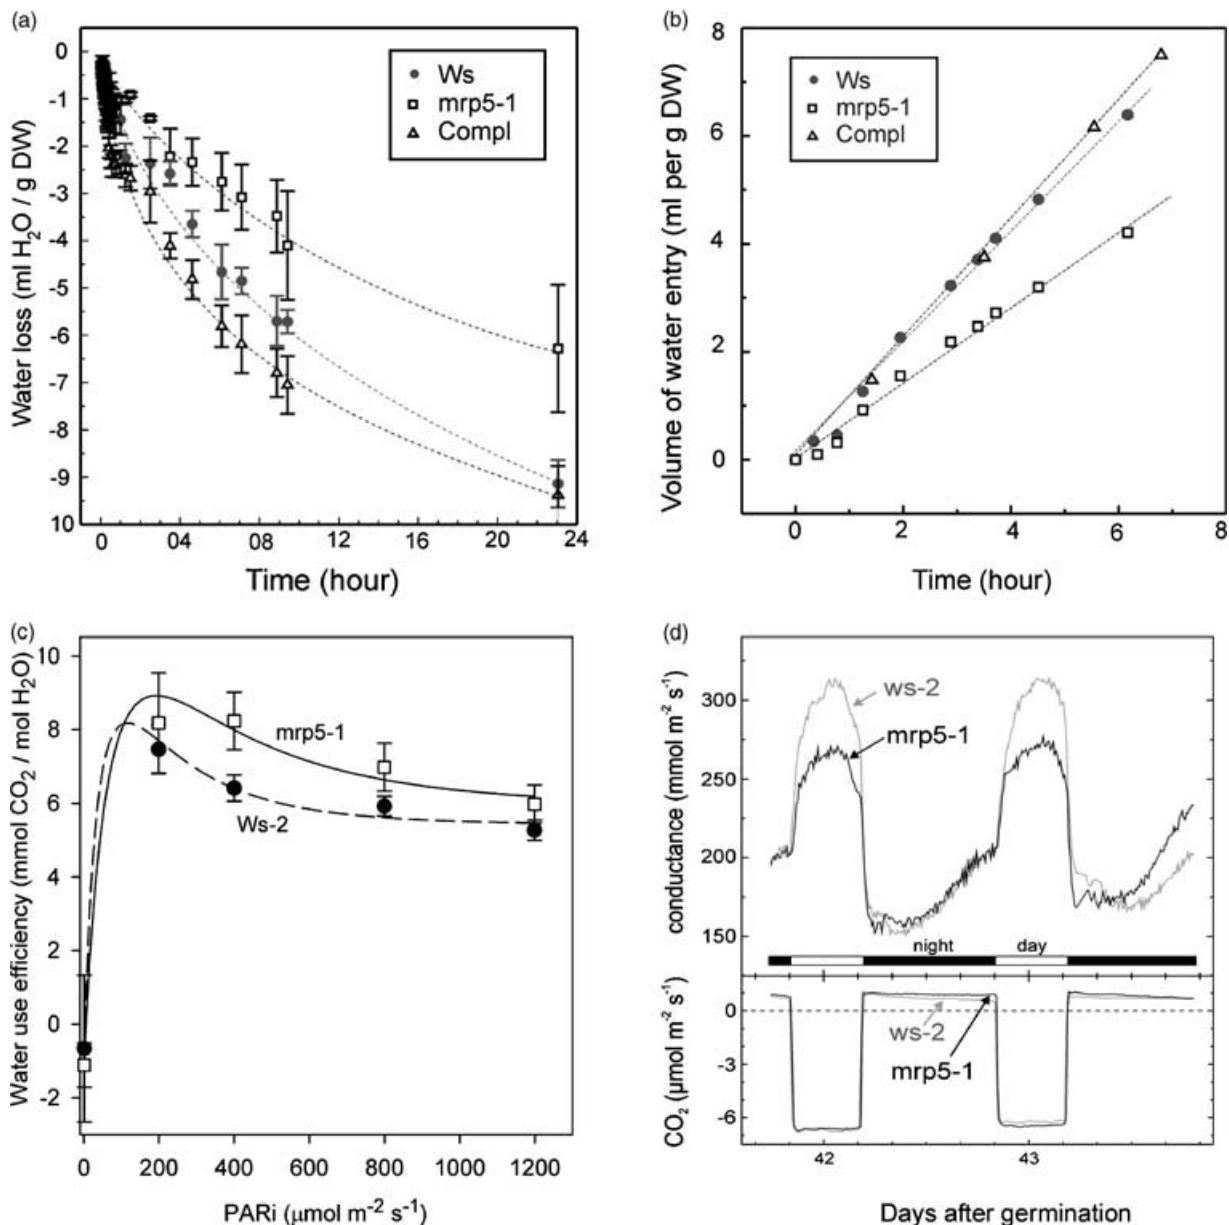 (a)
0
-1
-2
-3
-4
-5
-6
-7
-8
-9
10
Water loss (ml H₂O / g DW)
Ws
mrp5-1
Compl
0 04 08 12 16 20 24
Time (hour)
(b)
8
6
4
2
0
Volume of water entry (ml per g DW)
Ws
mrp5-1
Compl
0 2 4 6 8
Time (hour)
(c)
10
8
6
4
2
0
-2
Water use efficiency (mmol CO₂ / mol H₂O)
mrp5-1
Ws-2
0 200 400 600 800 1000 1200
PARi (μmol m⁻² s⁻¹)
(d)
300
250
200
150
conductance (mmol m⁻² s⁻¹)
ws-2
mrp5-1
night day
0
-3
-6
CO₂ (μmol m⁻² s⁻¹)
ws-2
mrp5-1
42 43
Days after germination